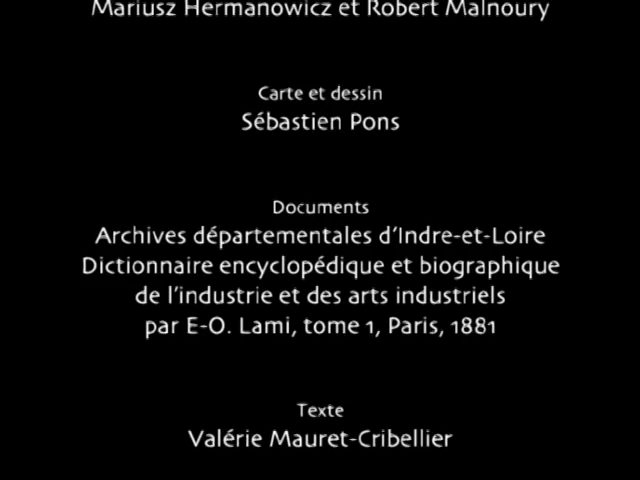 Mariusz Hermanowicz et Robert Malnoury
Carte et dessin
Sébastien Pons
Documents
Archives départementales d'Indre-et-Loire
Dictionnaire encyclopédique et biographique
de l'industrie et des arts industriels
par E-O. Lami, tome 1, Paris, 1881
Texte
Valérie Mauret-Cribellier